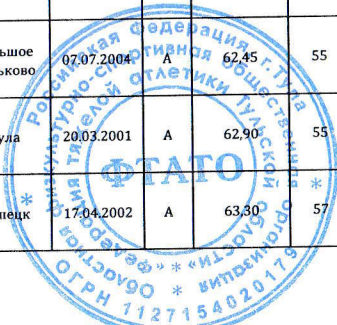 ьшое
ьково
07.07.2004
А
62,45
55
ула
20.03.2001
А
62,90
55
пецк
17.04.2002
А
63,30
57
Российская Федерация, г. Тула
физкультурно-спортивная общественная организация
Областная
«Федерация тяжелой атлетики Тульской области»
ФТАТО
ОГРН 1127154020179